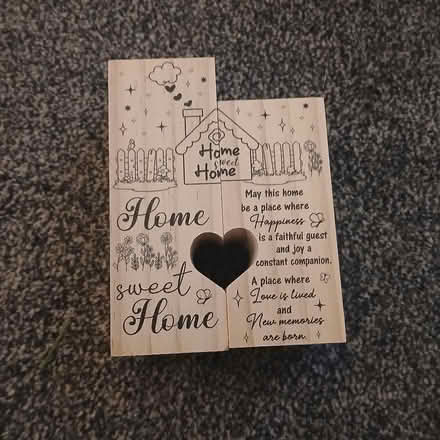 Home
sweet
Home
Home
sweet
Home
May this home
be a place where
Happiness
is a faithful guest
and joy a
constant companion.
A place where
Love is lived
and
New memories
are born.